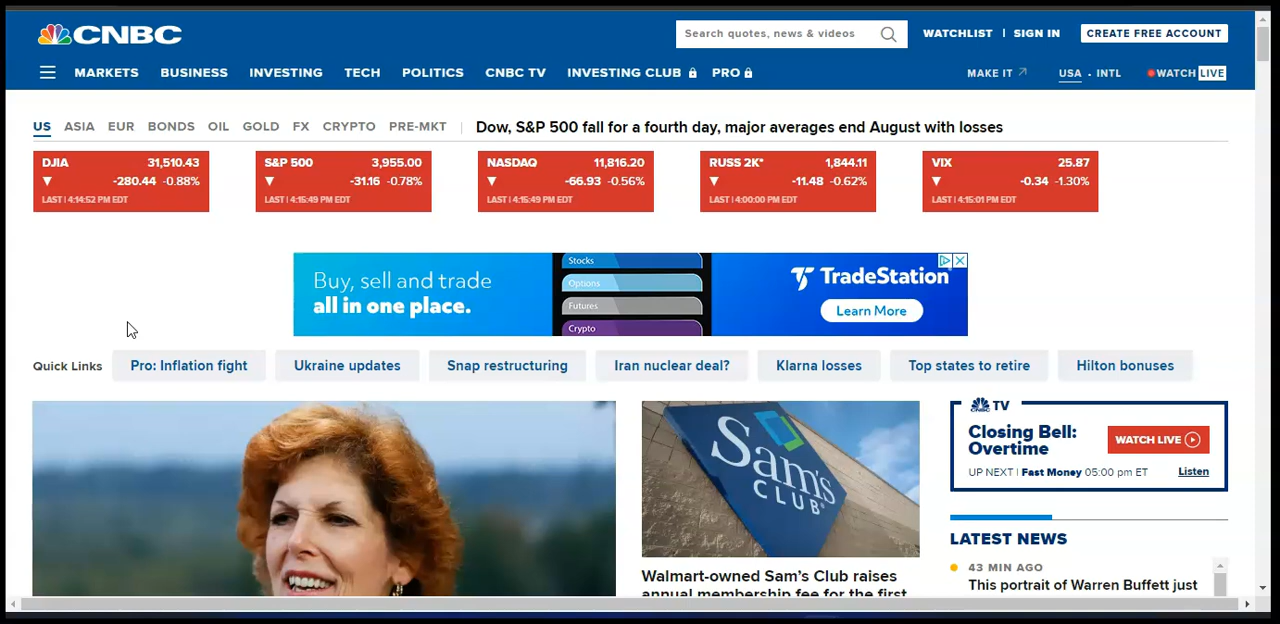 CNBC
Search quotes, news & videos
WATCHLIST | SIGN IN
CREATE FREE ACCOUNT
MARKETS BUSINESS INVESTING TECH POLITICS CNBC TV INVESTING CLUB PRO
MAKE IT USA • INTL WATCH LIVE
US ASIA EUR BONDS OIL GOLD FX CRYPTO PRE-MKT
Dow, S&P 500 fall for a fourth day, major averages end August with losses
DJIA 31,510.43
-280.44 -0.88%
LAST | 4:14:52 PM EDT
S&P 500 3,955.00
-31.16 -0.78%
LAST | 4:15:49 PM EDT
NASDAQ 11,816.20
-66.93 -0.56%
LAST | 4:15:49 PM EDT
RUSS 2K* 1,844.11
-11.48 -0.62%
LAST | 4:00:00 PM EDT
VIX 25.87
-0.34 -1.30%
LAST | 4:15:01 PM EDT
Buy, sell and trade
all in one place.
Stocks
Options
Futures
Crypto
TradeStation
Learn More
Quick Links Pro: Inflation fight Ukraine updates Snap restructuring Iran nuclear deal? Klarna losses Top states to retire Hilton bonuses
Sam's
CLUB
Walmart-owned Sam's Club raises
annual membership fee for the first
TV
Closing Bell:
Overtime
WATCH LIVE
UP NEXT | Fast Money 05:00 pm ET
Listen
LATEST NEWS
43 MIN AGO
This portrait of Warren Buffett just